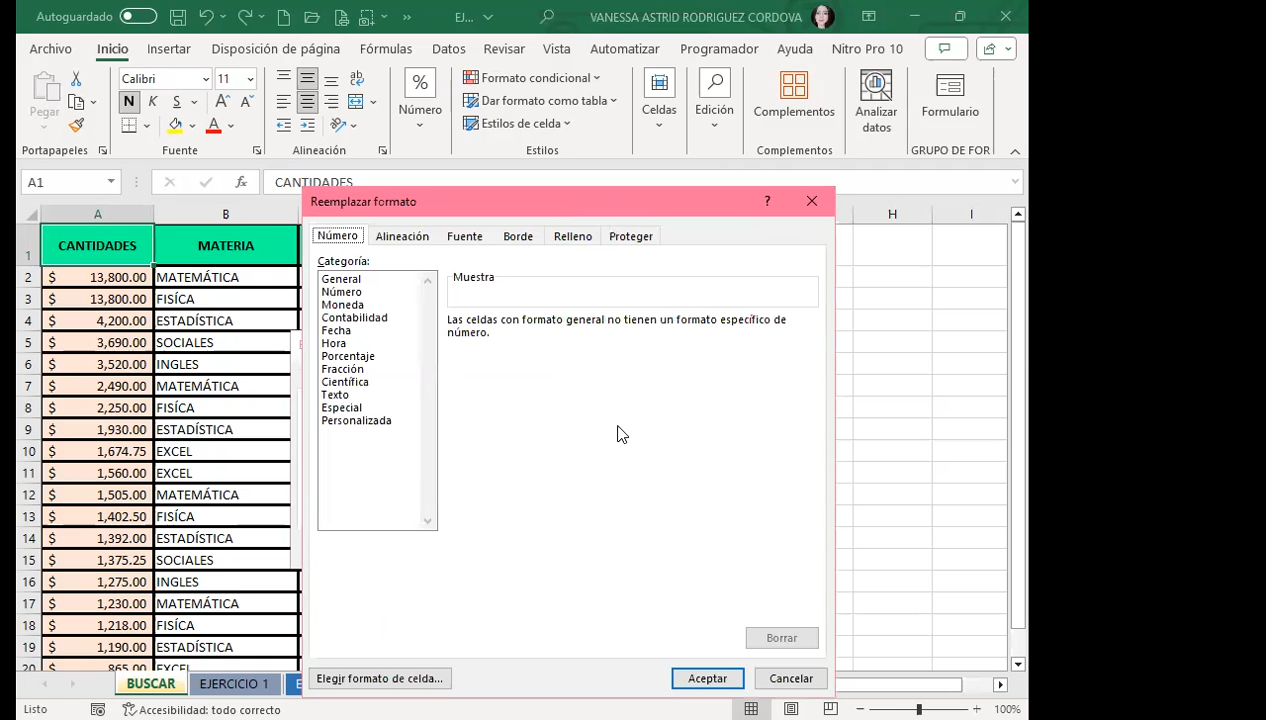 Autoguardado
EJ...
VANESSA ASTRID RODRIGUEZ CORDOVA
Archivo Inicio Insertar Disposición de página Fórmulas Datos Revisar Vista Automatizar Programador Ayuda Nitro Pro 10
Pegar
Calibri 11
N K S
Número
Formato condicional
Dar formato como tabla
Estilos de celda
Celdas
Edición
Complementos
Analizar
datos
Formulario
Portapapeles Fuente Alineación Estilos Complementos GRUPO DE FOR
A1 fx CANTIDADES
A B H I
1 CANTIDADES MATERIA
2 $ 13,800.00 MATEMÁTICA
3 $ 13,800.00 FISÍCA
4 $ 4,200.00 ESTADÍSTICA
5 $ 3,690.00 SOCIALES
6 $ 3,520.00 INGLES
7 $ 2,490.00 MATEMÁTICA
8 $ 2,250.00 FISÍCA
9 $ 1,930.00 ESTADÍSTICA
10 $ 1,674.75 EXCEL
11 $ 1,560.00 EXCEL
12 $ 1,505.00 MATEMÁTICA
13 $ 1,402.50 FISÍCA
14 $ 1,392.00 ESTADÍSTICA
15 $ 1,375.25 SOCIALES
16 $ 1,275.00 INGLES
17 $ 1,230.00 MATEMÁTICA
18 $ 1,218.00 FISÍCA
19 $ 1,190.00 ESTADÍSTICA
20 $ 865.00 EXCEL
Reemplazar formato ?
Número Alineación Fuente Borde Relleno Proteger
Categoría:
General
Número
Moneda
Contabilidad
Fecha
Hora
Porcentaje
Fracción
Científica
Texto
Especial
Personalizada
Muestra
Las celdas con formato general no tienen un formato específico de
número.
Borrar
Elegir formato de celda... Aceptar Cancelar
BUSCAR EJERCICIO 1
Listo Accesibilidad: todo correcto 100%